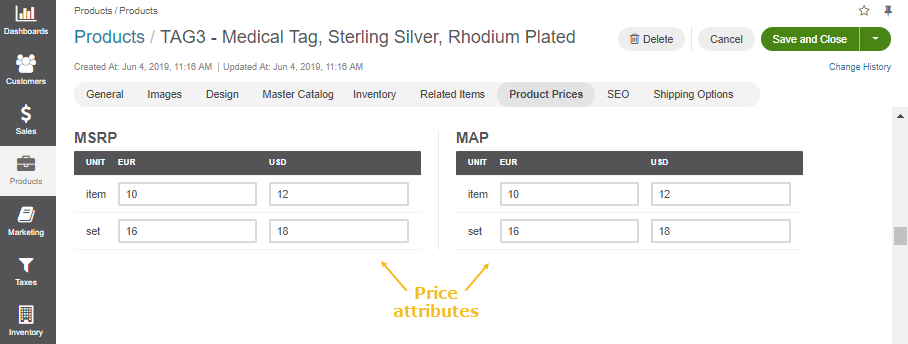 Dashboards
Customers
Sales
Products
Marketing
Taxes
Inventory
Products / Products
Products / TAG3 - Medical Tag, Sterling Silver, Rhodium Plated
Delete
Cancel
Save and Close
Created At: Jun 4, 2019, 11:16 AM | Updated At: Jun 4, 2019, 11:16 AM
Change History
General Images Design Master Catalog Inventory Related Items Product Prices SEO Shipping Options
MSRP
UNIT EUR USD
item 10 12
set 16 18
MAP
UNIT EUR USD
item 10 12
set 16 18
Price
attributes